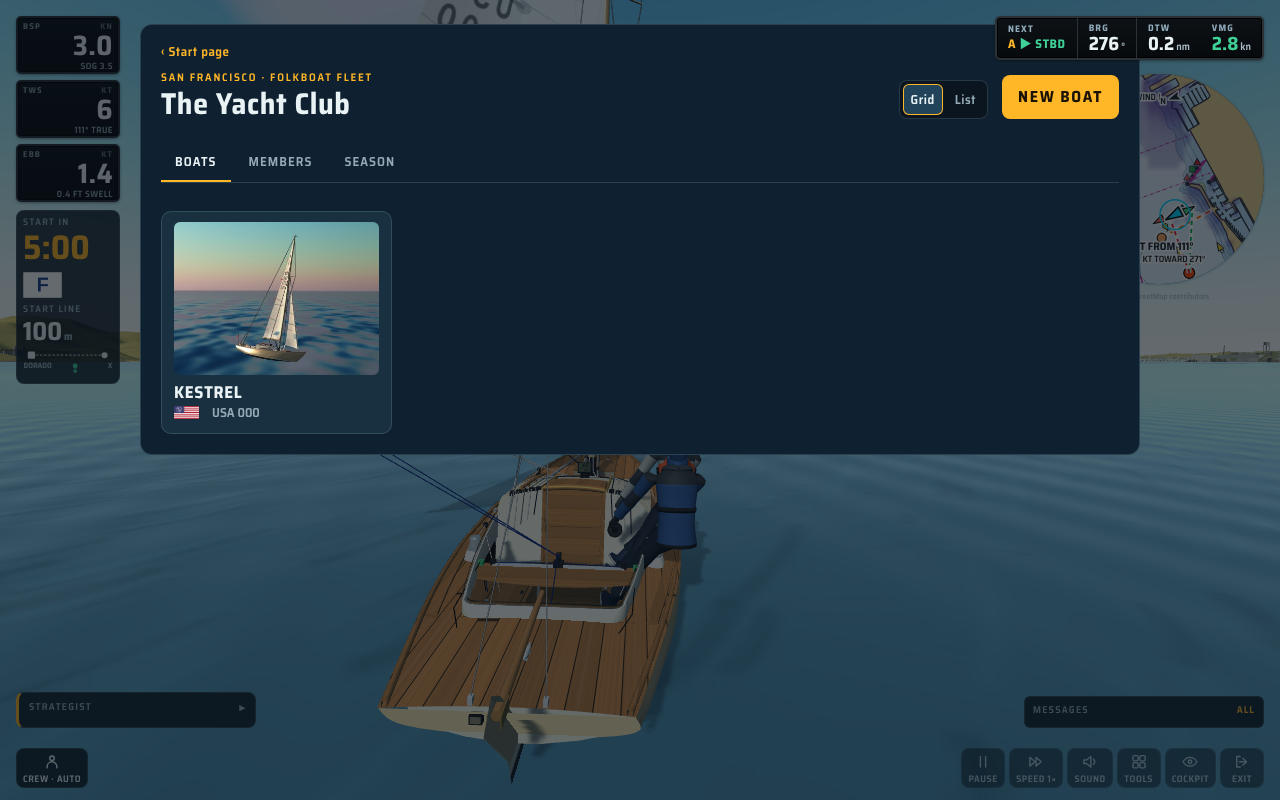 BSP KN
3.0
SOG 3.5
TWS KT
6
111° TRUE
EBB KT
1.4
0.4 FT SWELL
START IN
5:00
F
START LINE
100 m
DORADO X
‹ Start page
SAN FRANCISCO · FOLKBOAT FLEET
The Yacht Club
Grid List
NEW BOAT
BOATS MEMBERS SEASON
KESTREL
USA 000
NEXT BRG DTW VMG
A ▶ STBD 276° 0.2 nm 2.8 kn
WIND N
T FROM 111°
KT TOWARD 271°
contributors
STRATEGIST ▸
CREW · AUTO
MESSAGES ALL
PAUSE SPEED 1× SOUND TOOLS COCKPIT EXIT